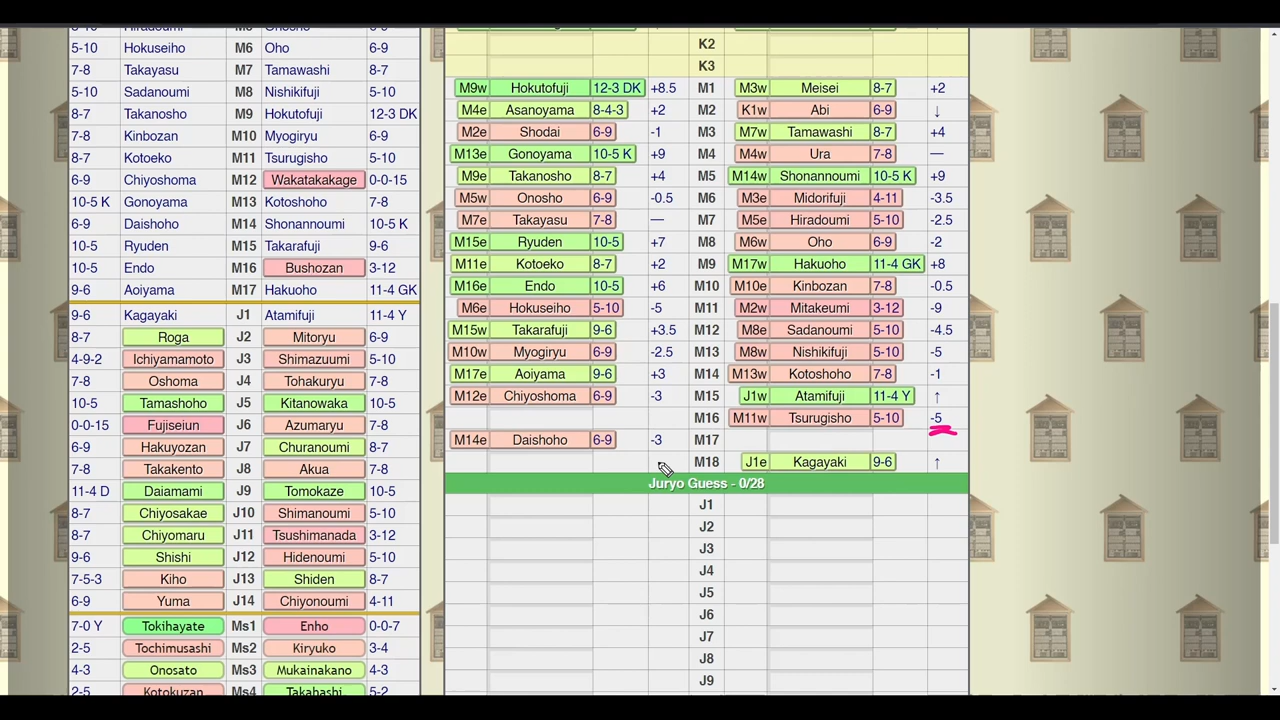 5-10 Hokuseiho M6 Oho 6-9
7-8 Takayasu M7 Tamawashi 8-7
5-10 Sadanoumi M8 Nishikifuji 5-10
8-7 Takanosho M9 Hokutofuji 12-3 DK
7-8 Kinbozan M10 Myogiryu 6-9
8-7 Kotoeko M11 Tsurugisho 5-10
6-9 Chiyoshoma M12 Wakatakakage 0-0-15
10-5 K Gonoyama M13 Kotoshoho 7-8
6-9 Daishoho M14 Shonannoumi 10-5 K
10-5 Ryuden M15 Takarafuji 9-6
10-5 Endo M16 Bushozan 3-12
9-6 Aoiyama M17 Hakuoho 11-4 GK
9-6 Kagayaki J1 Atamifuji 11-4 Y
8-7 Roga J2 Mitoryu 6-9
4-9-2 Ichiyamamoto J3 Shimazuumi 5-10
7-8 Oshoma J4 Tohakuryu 7-8
10-5 Tamashoho J5 Kitanowaka 10-5
0-0-15 Fujiseiun J6 Azumaryu 7-8
6-9 Hakuyozan J7 Churanoumi 8-7
7-8 Takakento J8 Akua 7-8
11-4 D Daiamami J9 Tomokaze 10-5
8-7 Chiyosakae J10 Shimanoumi 5-10
8-7 Chiyomaru J11 Tsushimanada 3-12
9-6 Shishi J12 Hidenoumi 5-10
7-5-3 Kiho J13 Shiden 8-7
6-9 Yuma J14 Chiyonoumi 4-11
7-0 Y Tokihayate Ms1 Enho 0-0-7
2-5 Tochimusashi Ms2 Kiryuko 3-4
4-3 Onosato Ms3 Mukainakano 4-3
2-5 Kotokuzan Ms4 Takahashi 5-2
K2
K3
M9w Hokutofuji 12-3 DK +8.5 M1 M3w Meisei 8-7 +2
M4e Asanoyama 8-4-3 +2 M2 K1w Abi 6-9 ↓
M2e Shodai 6-9 -1 M3 M7w Tamawashi 8-7 +4
M13e Gonoyama 10-5 K +9 M4 M4w Ura 7-8 —
M9e Takanosho 8-7 +4 M5 M14w Shonannoumi 10-5 K +9
M5w Onosho 6-9 -0.5 M6 M3e Midorifuji 4-11 -3.5
M7e Takayasu 7-8 — M7 M5e Hiradoumi 5-10 -2.5
M15e Ryuden 10-5 +7 M8 M6w Oho 6-9 -2
M11e Kotoeko 8-7 +2 M9 M17w Hakuoho 11-4 GK +8
M16e Endo 10-5 +6 M10 M10e Kinbozan 7-8 -0.5
M6e Hokuseiho 5-10 -5 M11 M2w Mitakeumi 3-12 -9
M15w Takarafuji 9-6 +3.5 M12 M8e Sadanoumi 5-10 -4.5
M10w Myogiryu 6-9 -2.5 M13 M8w Nishikifuji 5-10 -5
M17e Aoiyama 9-6 +3 M14 M13w Kotoshoho 7-8 -1
M12e Chiyoshoma 6-9 -3 M15 J1w Atamifuji 11-4 Y ↑
M16 M11w Tsurugisho 5-10 -5
M14e Daishoho 6-9 -3 M17
M18 J1e Kagayaki 9-6 ↑
Juryo Guess - 0/28
J1
J2
J3
J4
J5
J6
J7
J8
J9